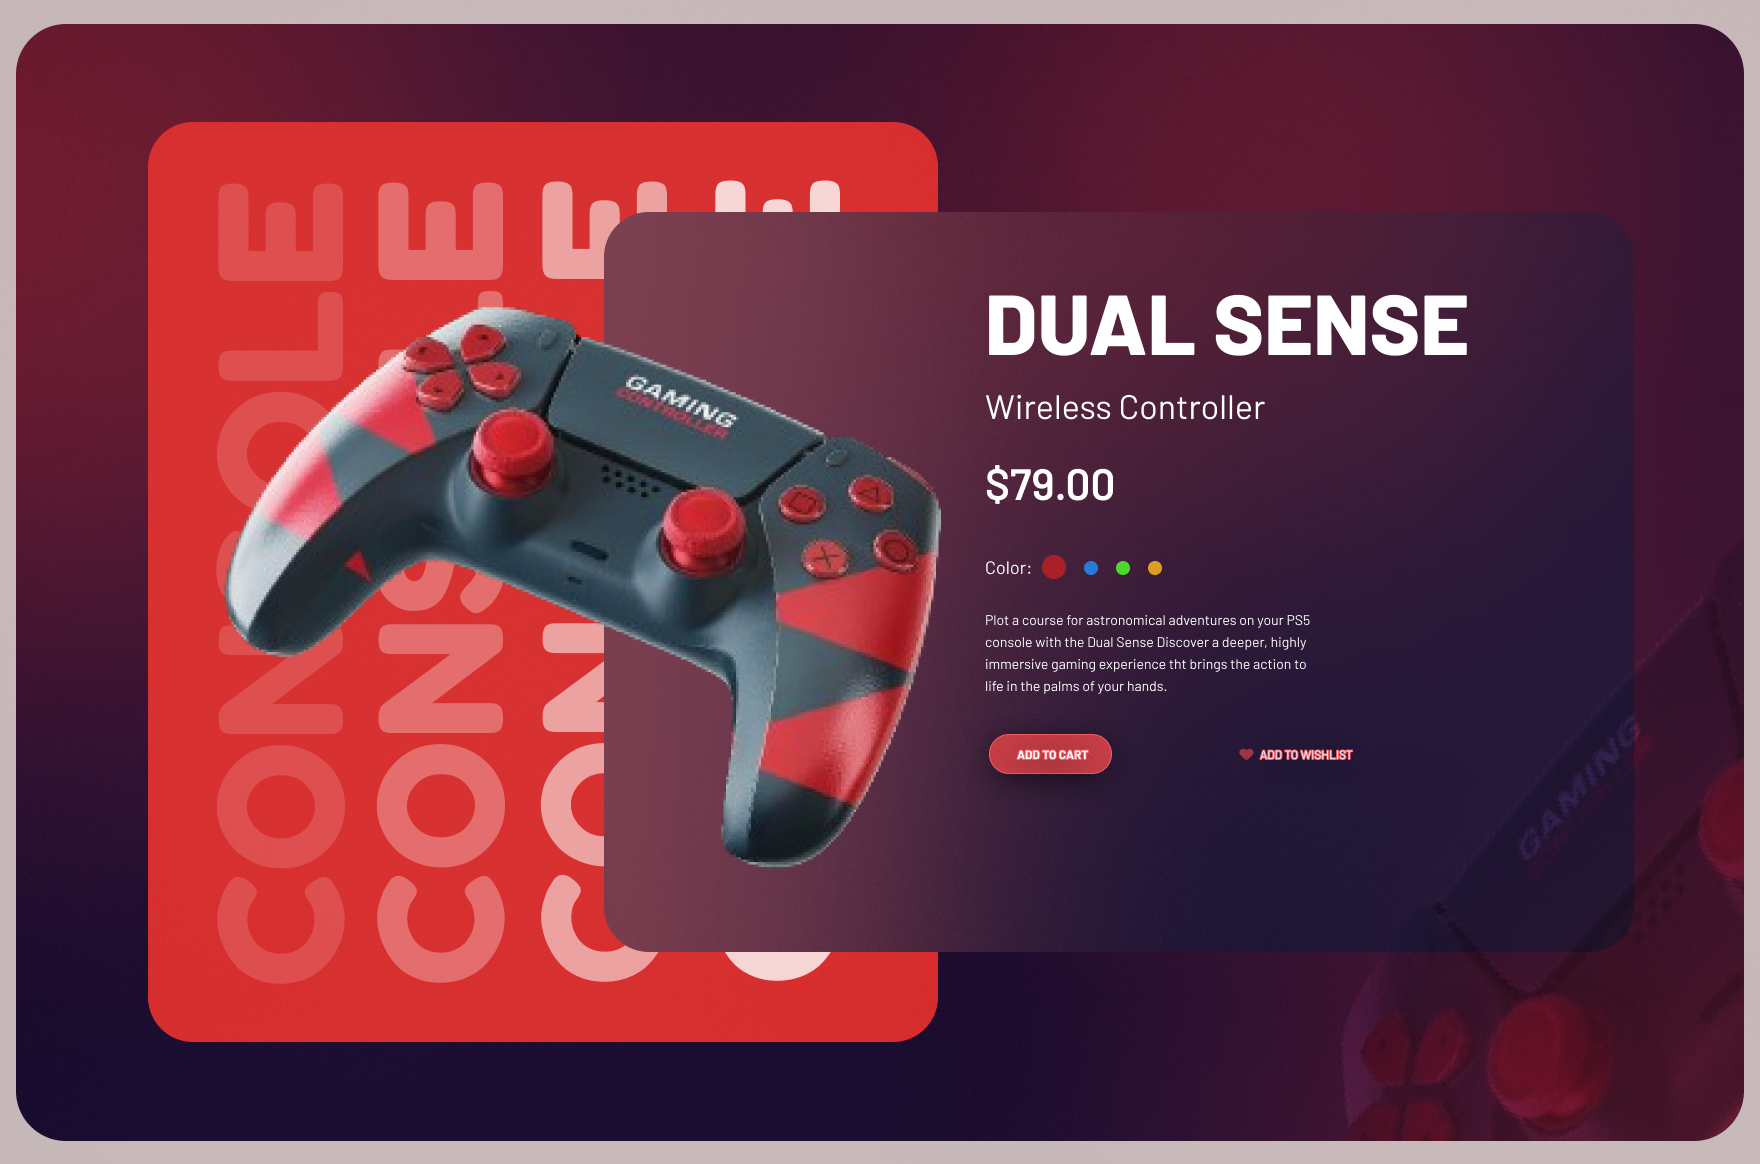 CONSOLE
CONSOLE
CON E
C E
GAMING
CONTROLLER
DUAL SENSE
Wireless Controller
$79.00
Color:
Plot a course for astronomical adventures on your PS5
console with the Dual Sense Discover a deeper, highly
immersive gaming experience tht brings the action to
life in the palms of your hands.
ADD TO CART
ADD TO WISHLIST
GAMING